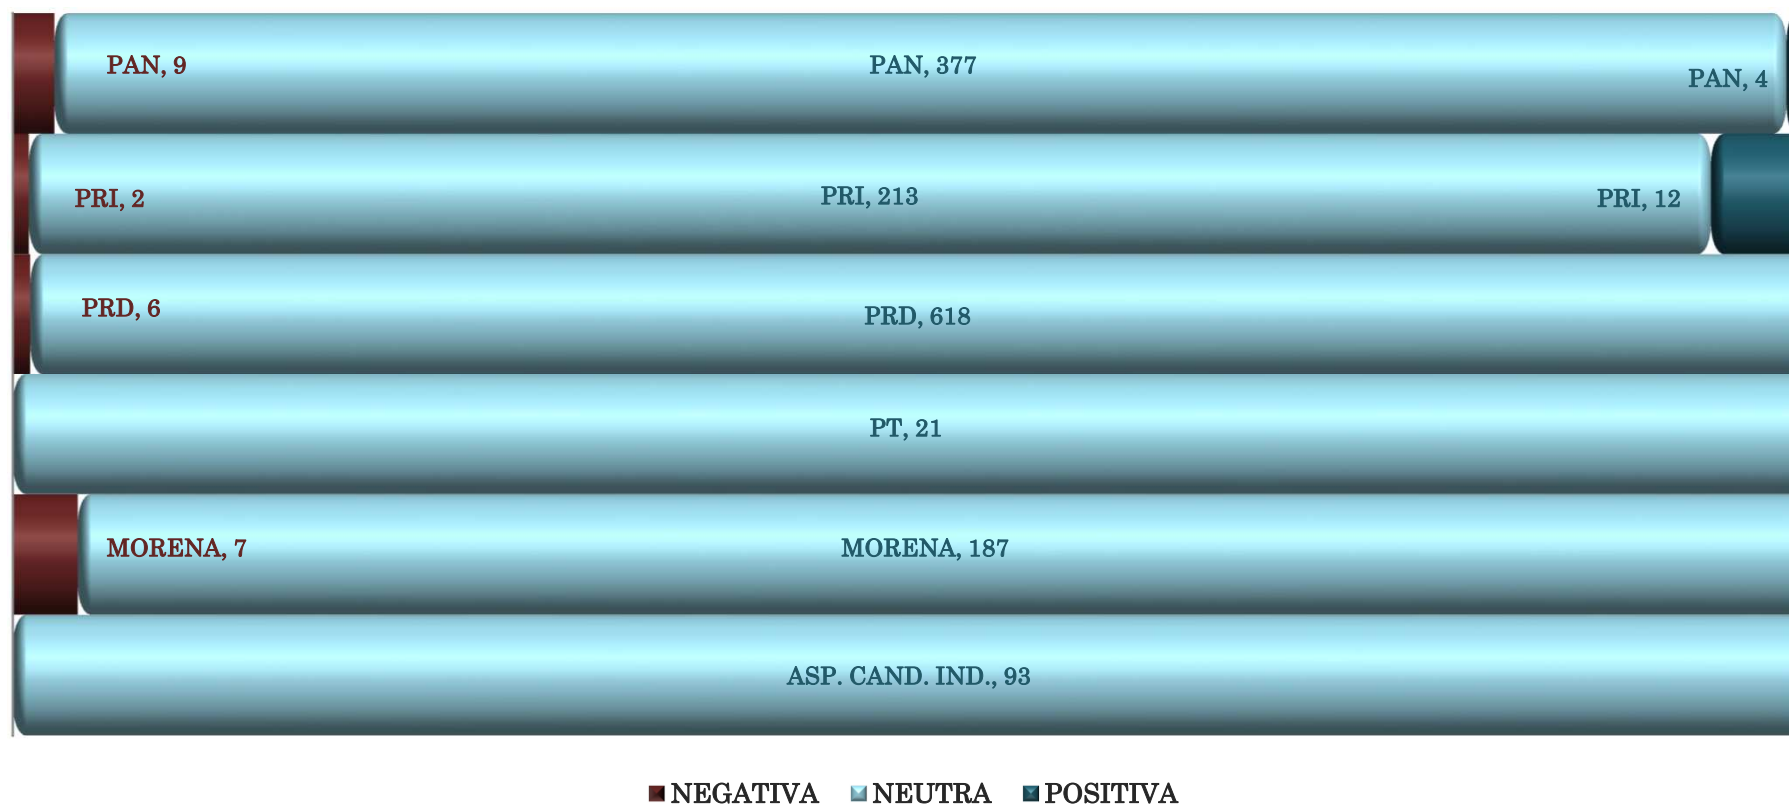 PAN, 9 PAN, 377 PAN, 4
PRI, 2 PRI, 213 PRI, 12
PRD, 6 PRD, 618
PT, 21
MORENA, 7 MORENA, 187
ASP. CAND. IND., 93
NEGATIVA NEUTRA POSITIVA